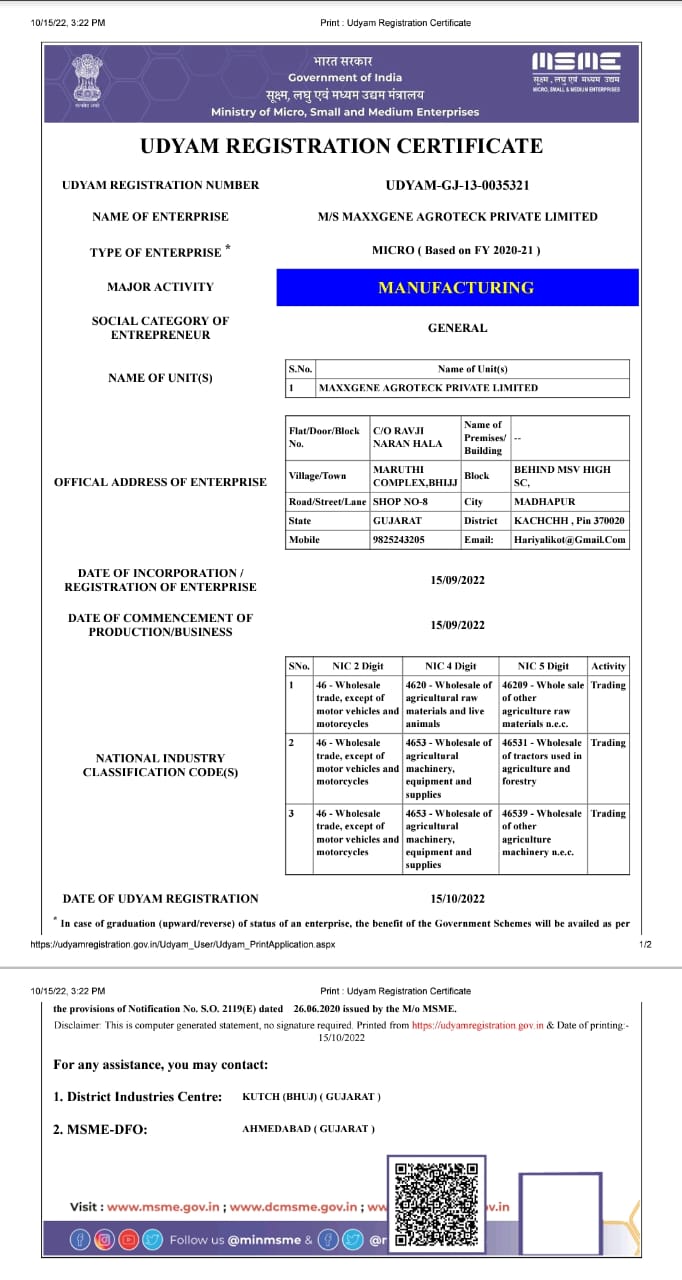 10/15/22, 3:22 PM Print : Udyam Registration Certificate
भारत सरकार
Government of India
सूक्ष्म, लघु एवं मध्यम उद्यम मंत्रालय
Ministry of Micro, Small and Medium Enterprises
सत्यमेव जयते
MSME
सूक्ष्म, लघु एवं मध्यम उद्यम
MICRO, SMALL & MEDIUM ENTERPRISES
UDYAM REGISTRATION CERTIFICATE
UDYAM REGISTRATION NUMBER UDYAM-GJ-13-0035321
NAME OF ENTERPRISE M/S MAXXGENE AGROTECK PRIVATE LIMITED
TYPE OF ENTERPRISE * MICRO ( Based on FY 2020-21 )
MAJOR ACTIVITY MANUFACTURING
SOCIAL CATEGORY OF
ENTREPRENEUR
GENERAL
NAME OF UNIT(S)
S.No. Name of Unit(s)
1 MAXXGENE AGROTECK PRIVATE LIMITED
OFFICAL ADDRESS OF ENTERPRISE
Flat/Door/Block
No.
C/O RAVJI
NARAN HALA
Name of
Premises/
Building
--
Village/Town
MARUTHI
COMPLEX,BHIJJ
Block
BEHIND MSV HIGH
SC,
Road/Street/Lane SHOP NO-8 City MADHAPUR
State GUJARAT District KACHCHH , Pin 370020
Mobile 9825243205 Email: Hariyalikot@Gmail.Com
DATE OF INCORPORATION /
REGISTRATION OF ENTERPRISE
15/09/2022
DATE OF COMMENCEMENT OF
PRODUCTION/BUSINESS
15/09/2022
NATIONAL INDUSTRY
CLASSIFICATION CODE(S)
SNo. NIC 2 Digit NIC 4 Digit NIC 5 Digit Activity
1 46 - Wholesale 4620 - Wholesale of 46209 - Whole sale Trading
trade, except of agricultural raw of other
motor vehicles and materials and live agriculture raw
motorcycles animals materials n.e.c.
2 46 - Wholesale 4653 - Wholesale of 46531 - Wholesale Trading
trade, except of agricultural of tractors used in
motor vehicles and machinery, agriculture and
motorcycles equipment and forestry
supplies
3 46 - Wholesale 4653 - Wholesale of 46539 - Wholesale Trading
trade, except of agricultural of other
motor vehicles and machinery, agriculture
motorcycles equipment and machinery n.e.c.
supplies
DATE OF UDYAM REGISTRATION 15/10/2022
* In case of graduation (upward/reverse) of status of an enterprise, the benefit of the Government Schemes will be availed as per
https://udyamregistration.gov.in/Udyam_User/Udyam_PrintApplication.aspx 1/2
10/15/22, 3:22 PM Print : Udyam Registration Certificate
the provisions of Notification No. S.O. 2119(E) dated 26.06.2020 issued by the M/o MSME.
Disclaimer: This is computer generated statement, no signature required. Printed from https://udyamregistration.gov.in & Date of printing:-
15/10/2022
For any assistance, you may contact:
1. District Industries Centre: KUTCH (BHUJ) ( GUJARAT )
2. MSME-DFO: AHMEDABAD ( GUJARAT )
Visit : www.msme.gov.in ; www.dcmsme.gov.in ; ww v.in
Follow us @minmsme & @r